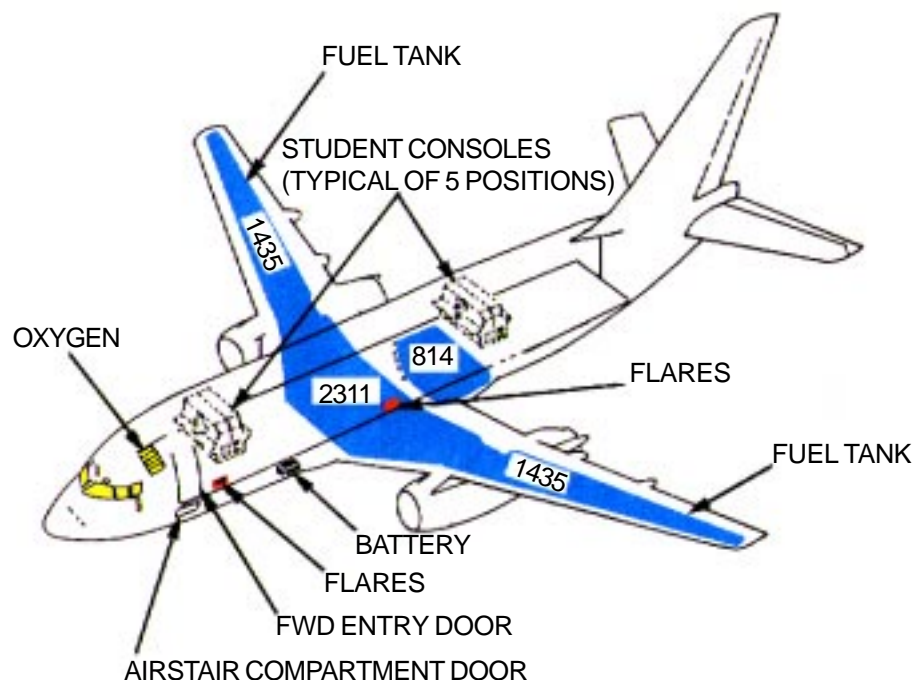 FUEL TANK
STUDENT CONSOLES
(TYPICAL OF 5 POSITIONS)
1435
OXYGEN
814
2311
FLARES
FUEL TANK
1435
BATTERY
FLARES
FWD ENTRY DOOR
AIRSTAIR COMPARTMENT DOOR